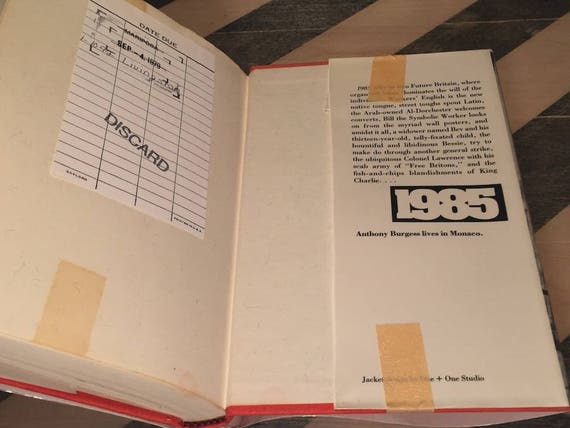 DATE DUE
MARIPOSA
SEP -4 1978
DISCARD
GAYLORD
Future Britain, where
dominates the will of the
English is the new
native tongue, street toughs spout Latin,
the Arab-owned Al-Dorchester welcomes
converts, Bill the Symbolic Worker looks
on from the myriad wall posters, and
amidst it all, a widower named Bev and his
thirteen-year-old, telly-fixated child, the
bountiful and libidinous Bessie, try to
make do through another general strike,
the ubiquitous Colonel Lawrence with his
scab army of "Free Britons," and the
fish-and-chips blandishments of King
Charlie. . . .
1985
Anthony Burgess lives in Monaco.
Jacket + One Studio